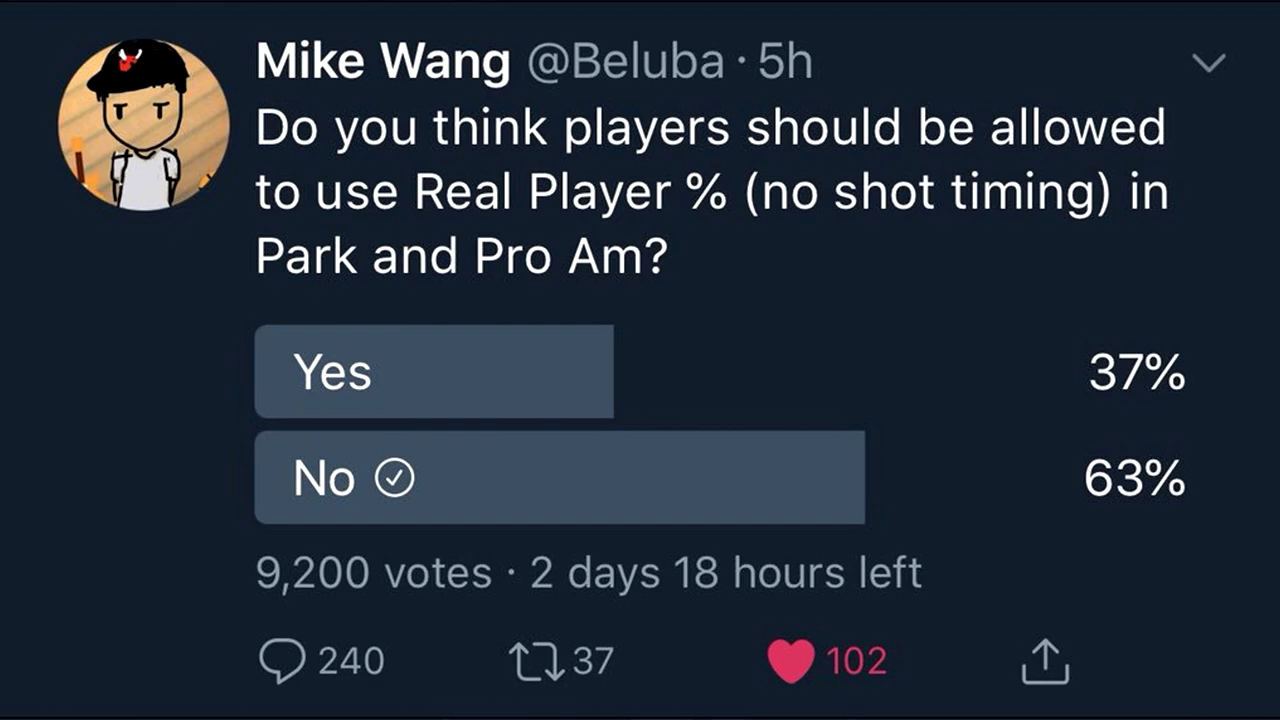 Mike Wang @Beluba · 5h
Do you think players should be allowed
to use Real Player % (no shot timing) in
Park and Pro Am?
Yes 37%
No 63%
9,200 votes · 2 days 18 hours left
240 37 102